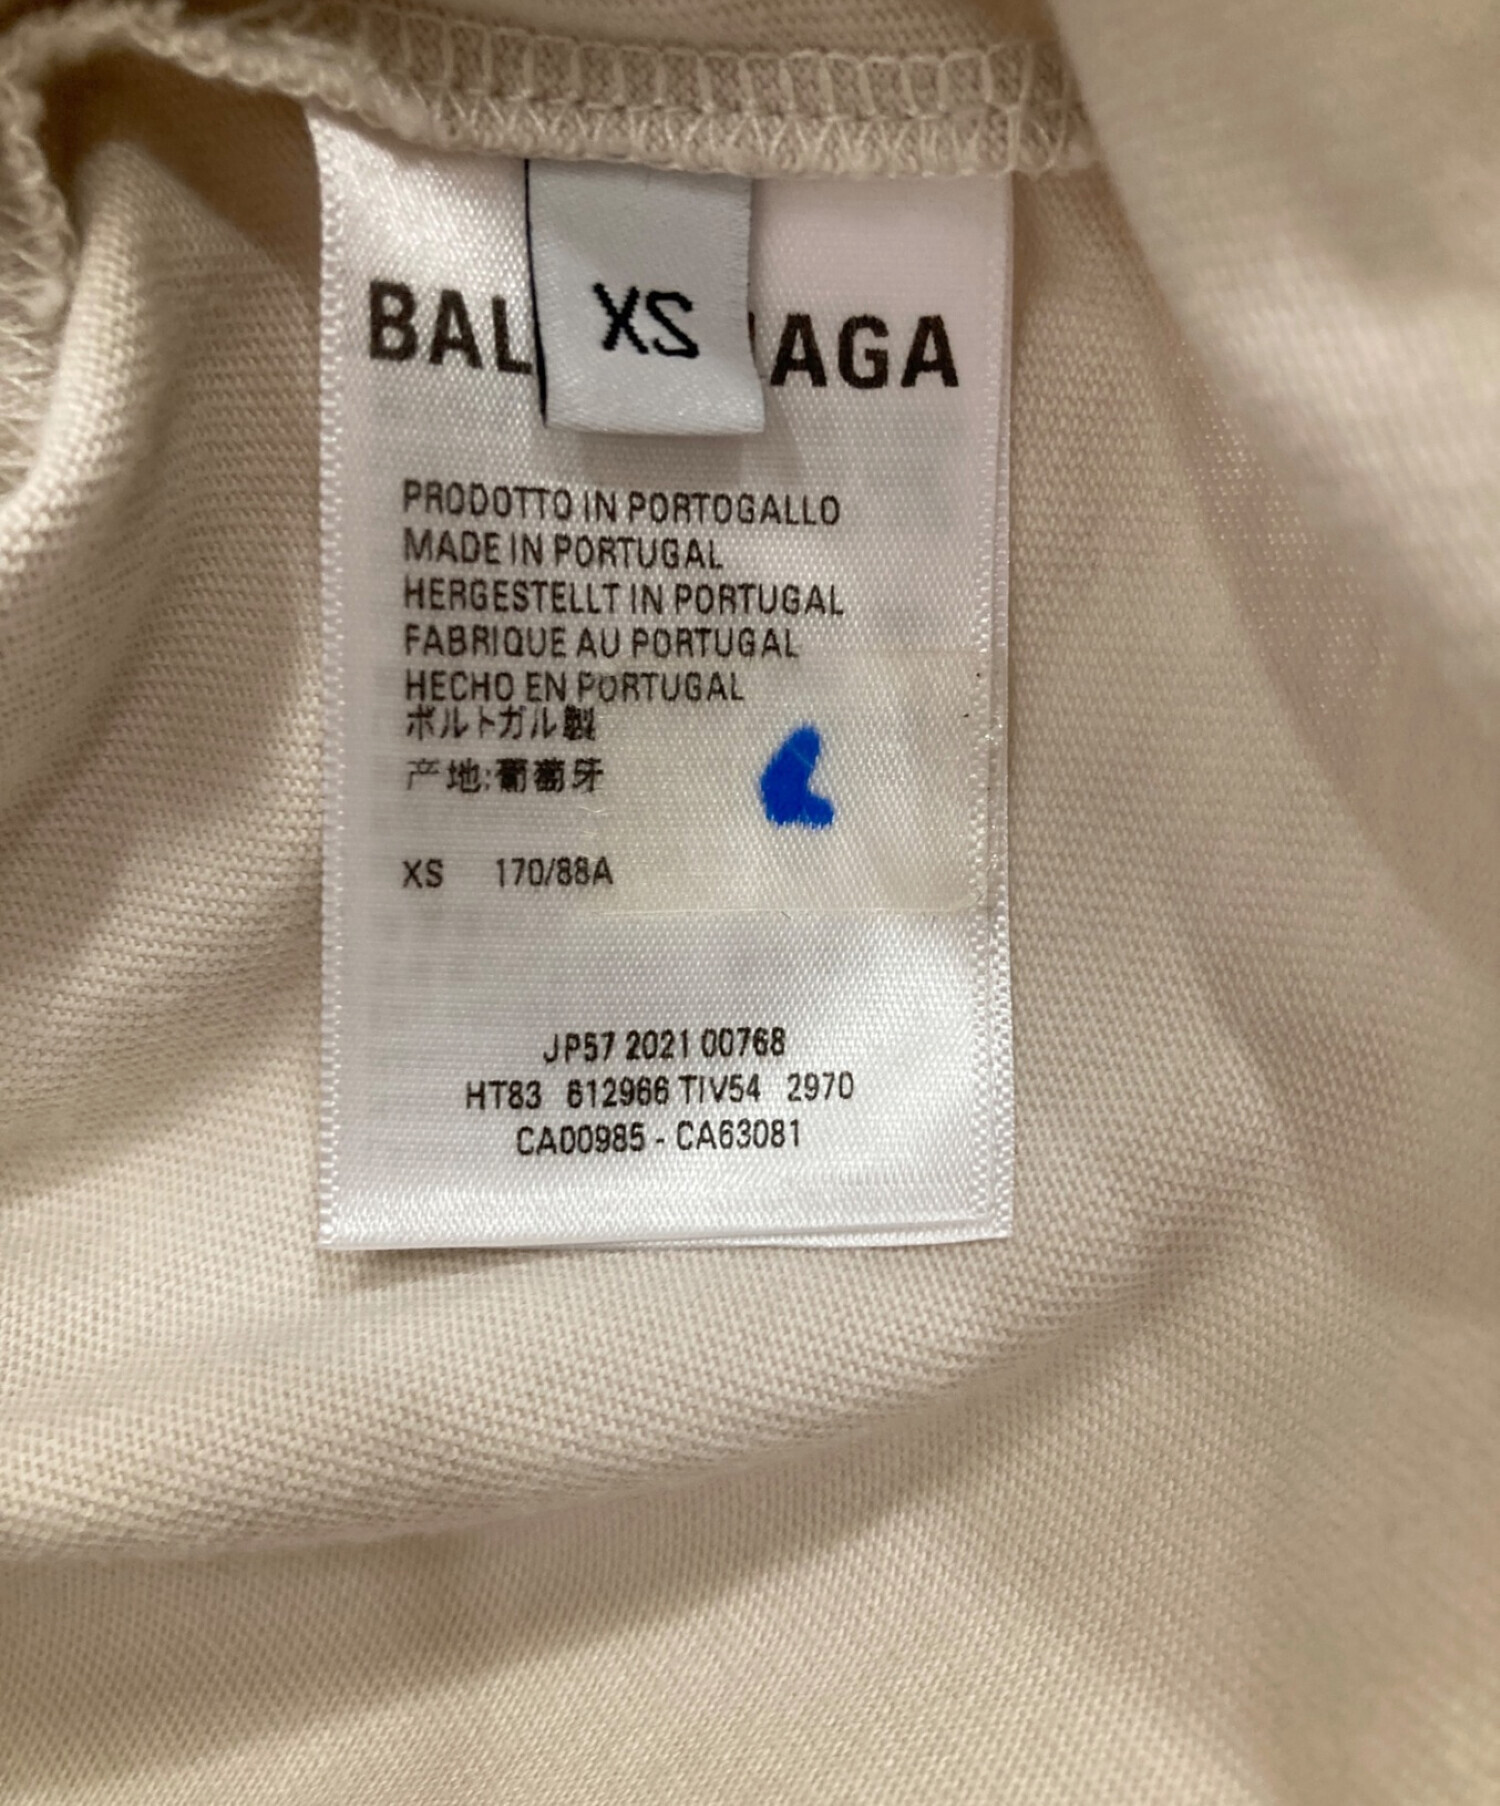 BAL NAGA
XS
PRODOTTO IN PORTOGALLO
MADE IN PORTUGAL
HERGESTELLT IN PORTUGAL
FABRIQUE AU PORTUGAL
HECHO EN PORTUGAL
ポルトガル製
产地:葡萄牙
XS 170/88A
JP57 2021 00768
HT83 612966 TIV54 2970
CA00985 - CA63081